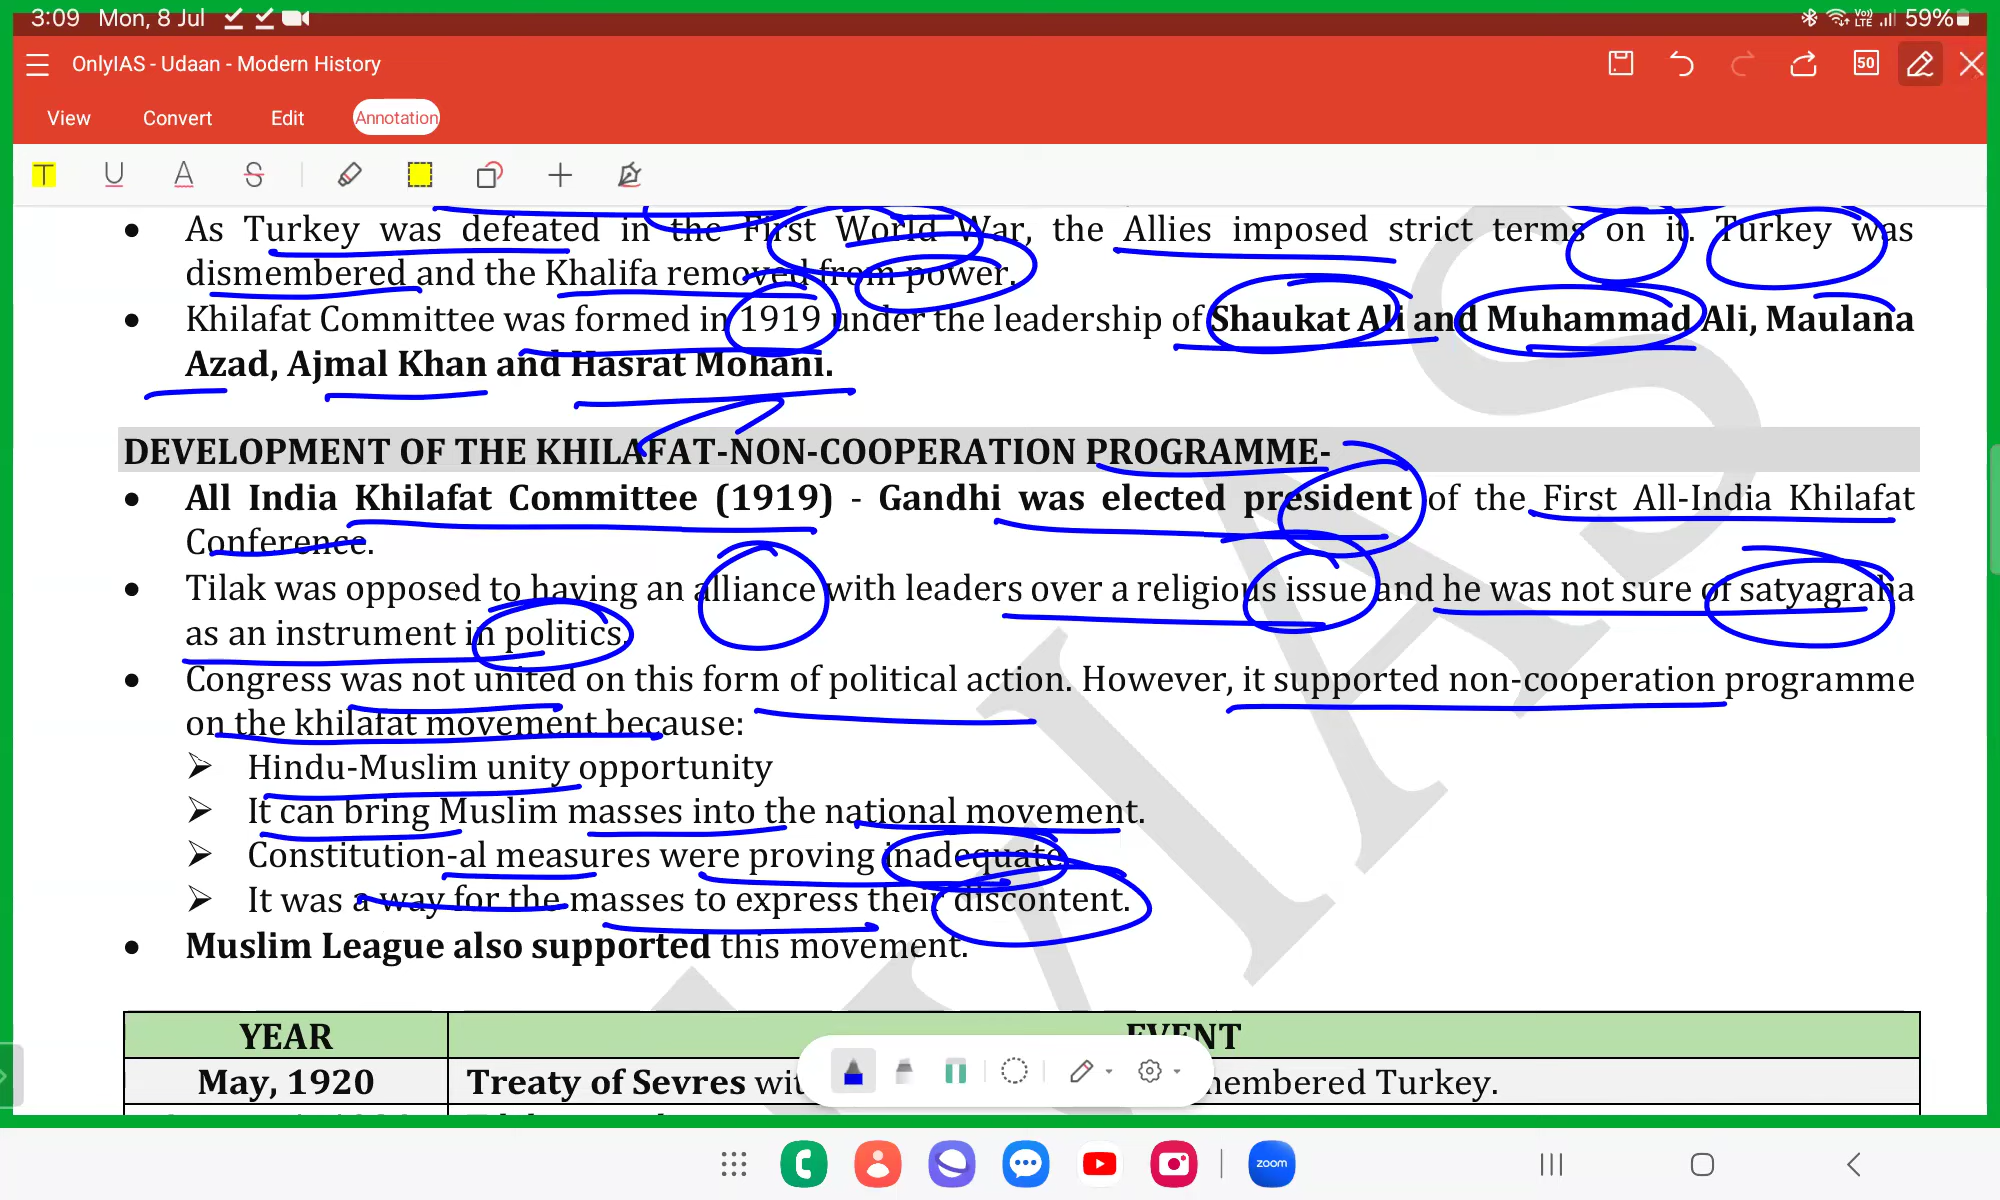 3:09 Mon, 8 Jul 59%
OnlyIAS - Udaan - Modern History
50
View Convert Edit Annotation
T U A S
As Turkey was defeated in the First World War, the Allies imposed strict terms on it. Turkey was
dismembered and the Khalifa removed from power.
Khilafat Committee was formed in 1919 under the leadership of Shaukat Ali and Muhammad Ali, Maulana
Azad, Ajmal Khan and Hasrat Mohani.
DEVELOPMENT OF THE KHILAFAT-NON-COOPERATION PROGRAMME-
All India Khilafat Committee (1919) - Gandhi was elected president of the First All-India Khilafat
Conference.
Tilak was opposed to having an alliance with leaders over a religious issue and he was not sure of satyagraha
as an instrument in politics.
Congress was not united on this form of political action. However, it supported non-cooperation programme
on the khilafat movement because:
Hindu-Muslim unity opportunity
It can bring Muslim masses into the national movement.
Constitution-al measures were proving inadequate
It was a way for the masses to express their discontent.
Muslim League also supported this movement.
YEAR EVENT
May, 1920 Treaty of Sevres membered Turkey.
zoom